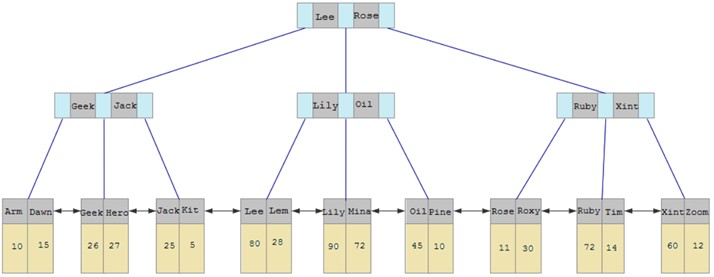 Lee Rose
Geek Jack Lily Oil Ruby Xint
Arm Dawn Geek Hero Jack Kit Lee Lem Lily Mina Oil Pine Rose Roxy Ruby Tim Xint Zoom
10 15 26 27 25 5 80 28 90 72 45 10 11 30 72 14 60 12